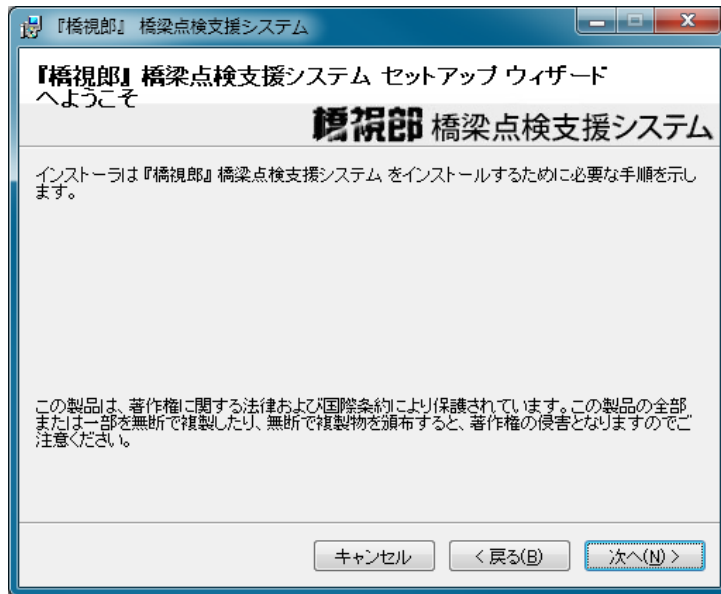 『橋視郎』 橋梁点検支援システム
『橋視郎』 橋梁点検支援システム セットアップ ウィザード
へようこそ
橋視郎 橋梁点検支援システム
インストーラは『橋視郎』 橋梁点検支援システム をインストールするために必要な手順を示し
ます。
この製品は、著作権に関する法律および国際条約により保護されています。この製品の全部
または一部を無断で複製したり、無断で複製物を頒布すると、著作権の侵害となりますのでご
注意ください。
キャンセル
< 戻る(B)
次へ(N) >